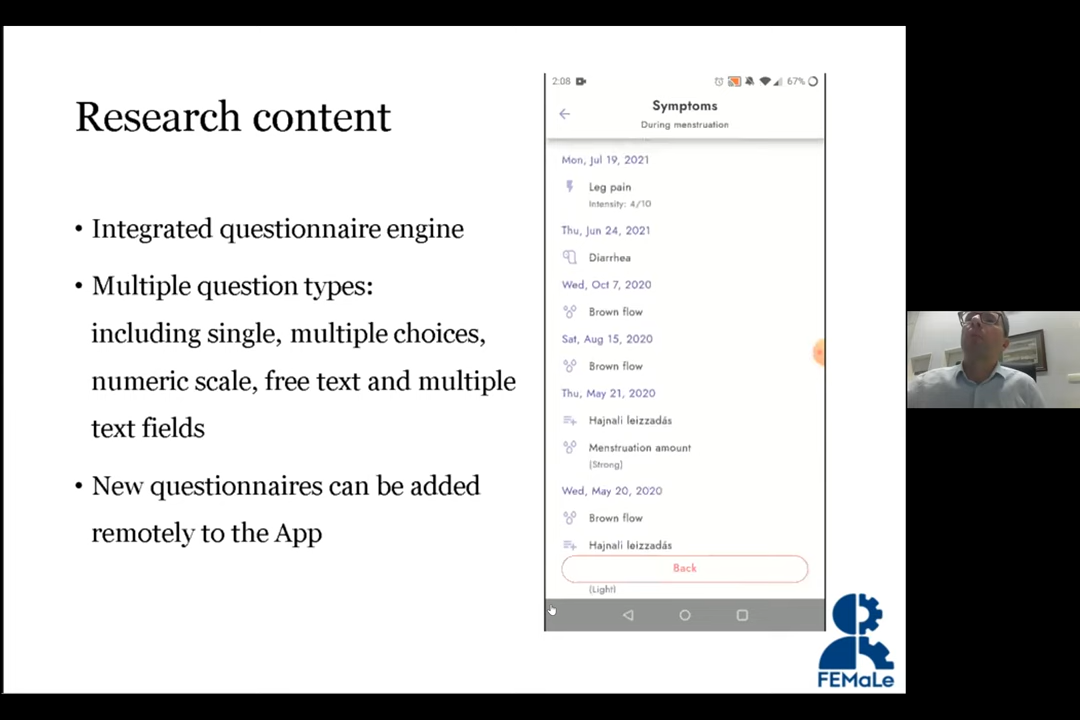 Research content
• Integrated questionnaire engine
• Multiple question types:
including single, multiple choices,
numeric scale, free text and multiple
text fields
• New questionnaires can be added
remotely to the App
2:08
67%
Symptoms
During menstruation
Mon, Jul 19, 2021
Leg pain
Intensity: 4/10
Thu, Jun 24, 2021
Diarrhea
Wed, Oct 7, 2020
Brown flow
Sat, Aug 15, 2020
Brown flow
Thu, May 21, 2020
Hajnali leizzadás
Menstruation amount
(Strong)
Wed, May 20, 2020
Brown flow
Hajnali leizzadás
Back
(Light)
FEMaLe